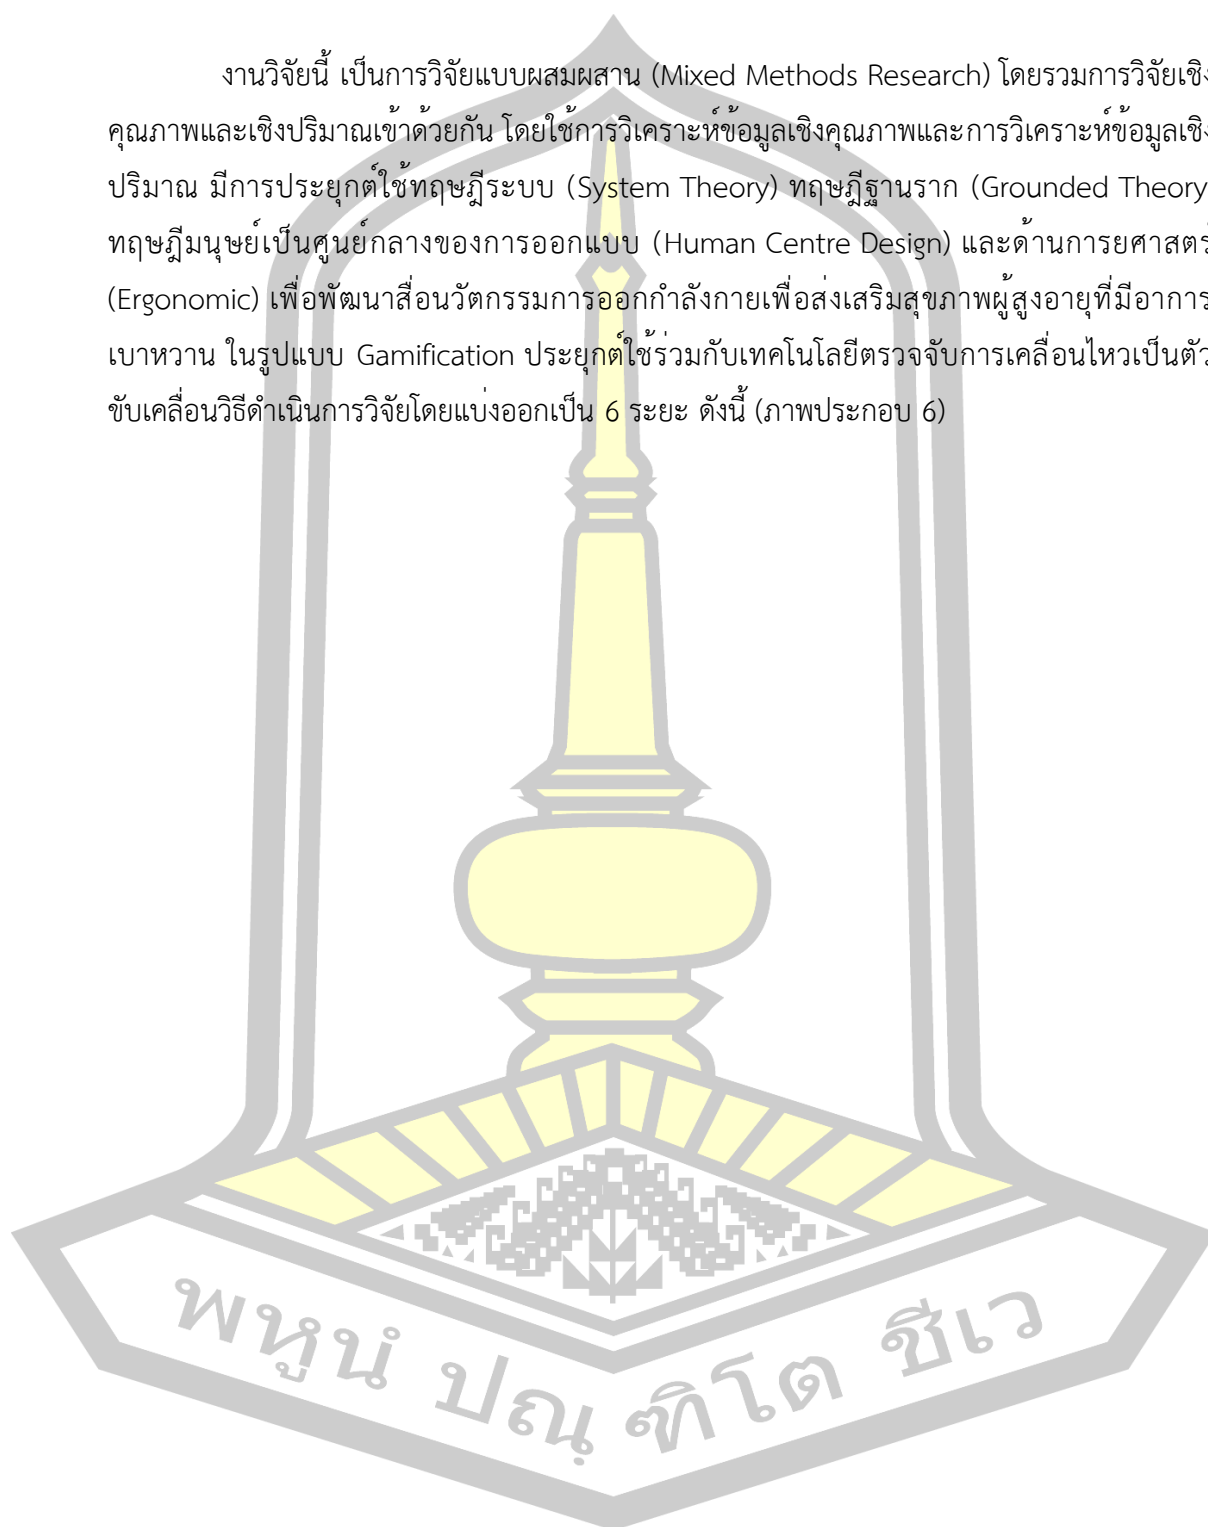 งานวิจัยนี้ เป็นการวิจัยแบบผสมผสาน (Mixed Methods Research) โดยรวมการวิจัยเชิง
คุณภาพและเชิงปริมาณเข้าด้วยกัน โดยใช้การวิเคราะห์ข้อมูลเชิงคุณภาพและการวิเคราะห์ข้อมูลเชิง
ปริมาณ มีการประยุกต์ใช้ทฤษฎีระบบ (System Theory) ทฤษฎีฐานราก (Grounded Theory
ทฤษฎีมนุษย์เป็นศูนย์กลางของการออกแบบ (Human Centre Design) และด้านการยศาสตร์
(Ergonomic) เพื่อพัฒนาสื่อนวัตกรรมการออกกำลังกายเพื่อส่งเสริมสุขภาพผู้สูงอายุที่มีอาการ
เบาหวาน ในรูปแบบ Gamification ประยุกต์ใช้ร่วมกับเทคโนโลยีตรวจจับการเคลื่อนไหวเป็นตัว
ขับเคลื่อนวิธีดำเนินการวิจัยโดยแบ่งออกเป็น 6 ระยะ ดังนี้ (ภาพประกอบ 6)
พหูนํ ปณฺฑิโต ชีเว